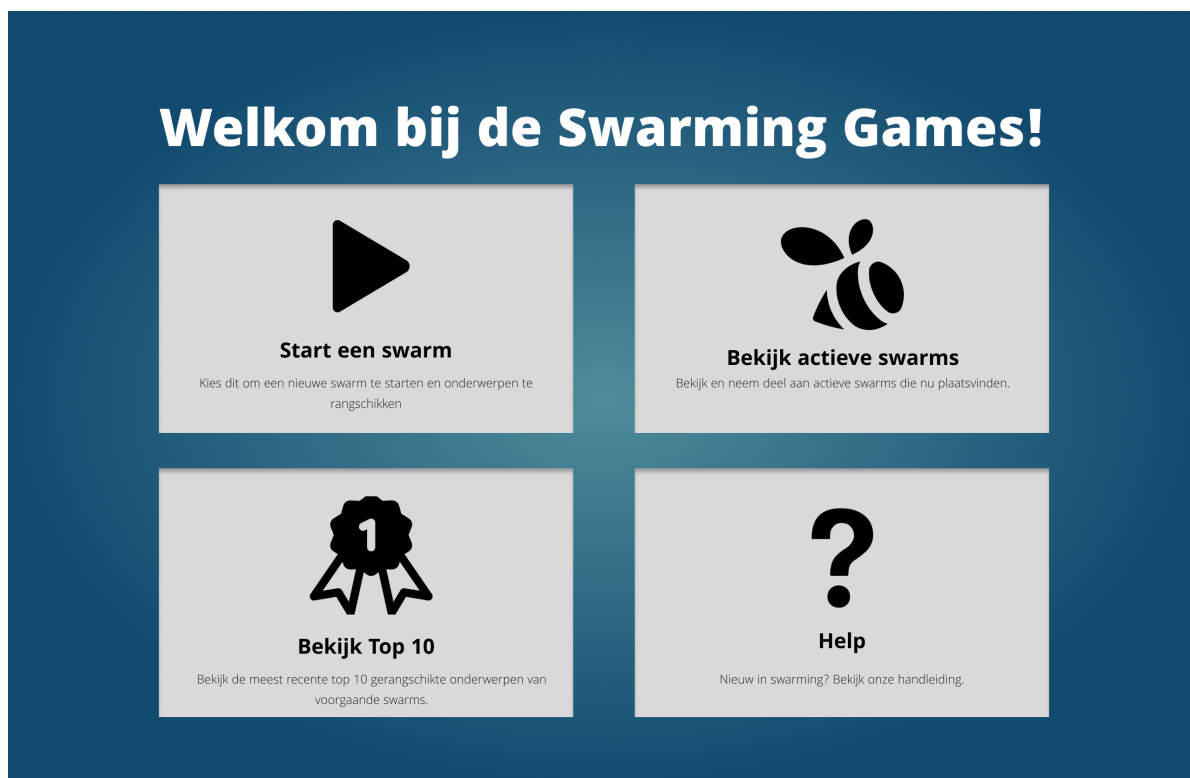 Welkom bij de Swarming Games!
Start een swarm
Kies dit om een nieuwe swarm te starten en onderwerpen te
rangschikken
Bekijk actieve swarms
Bekijk en neem deel aan actieve swarms die nu plaatsvinden.
1
Bekijk Top 10
Bekijk de meest recente top 10 gerangschikte onderwerpen van
voorgaande swarms.
?
Help
Nieuw in swarming? Bekijk onze handleiding.